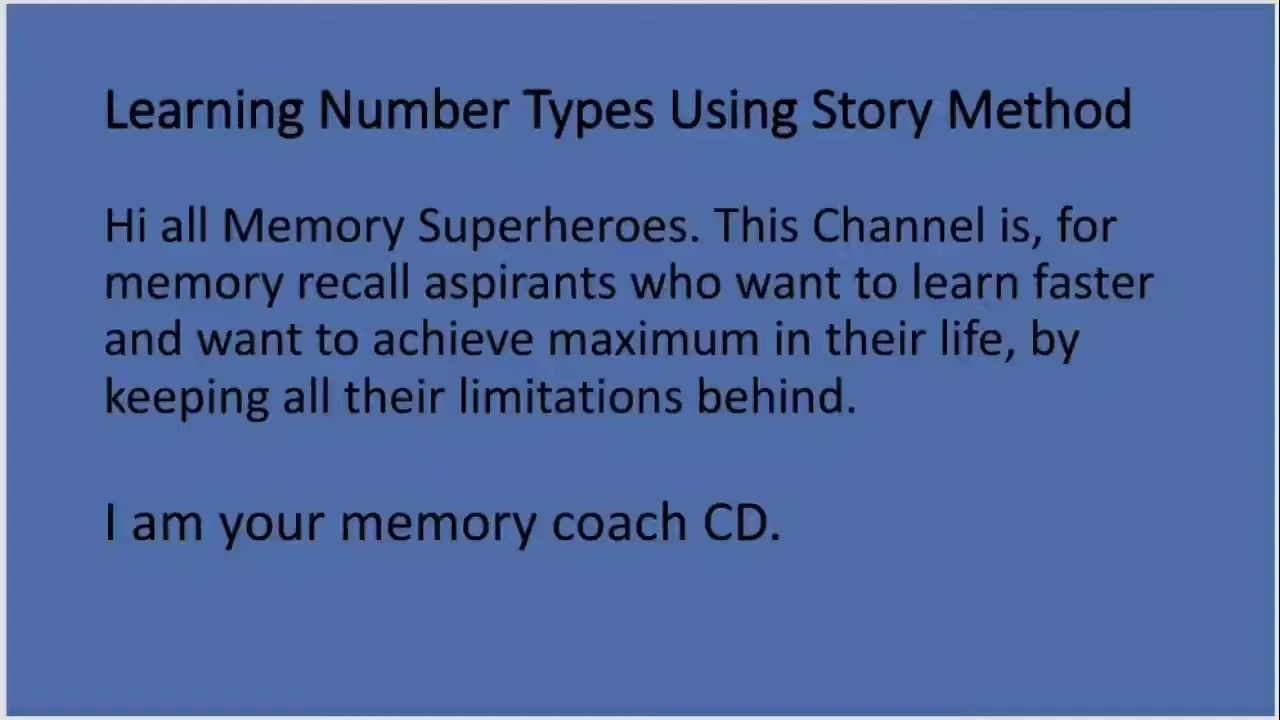 Learning Number Types Using Story Method
Hi all Memory Superheroes. This Channel is, for
memory recall aspirants who want to learn faster
and want to achieve maximum in their life, by
keeping all their limitations behind.
I am your memory coach CD.